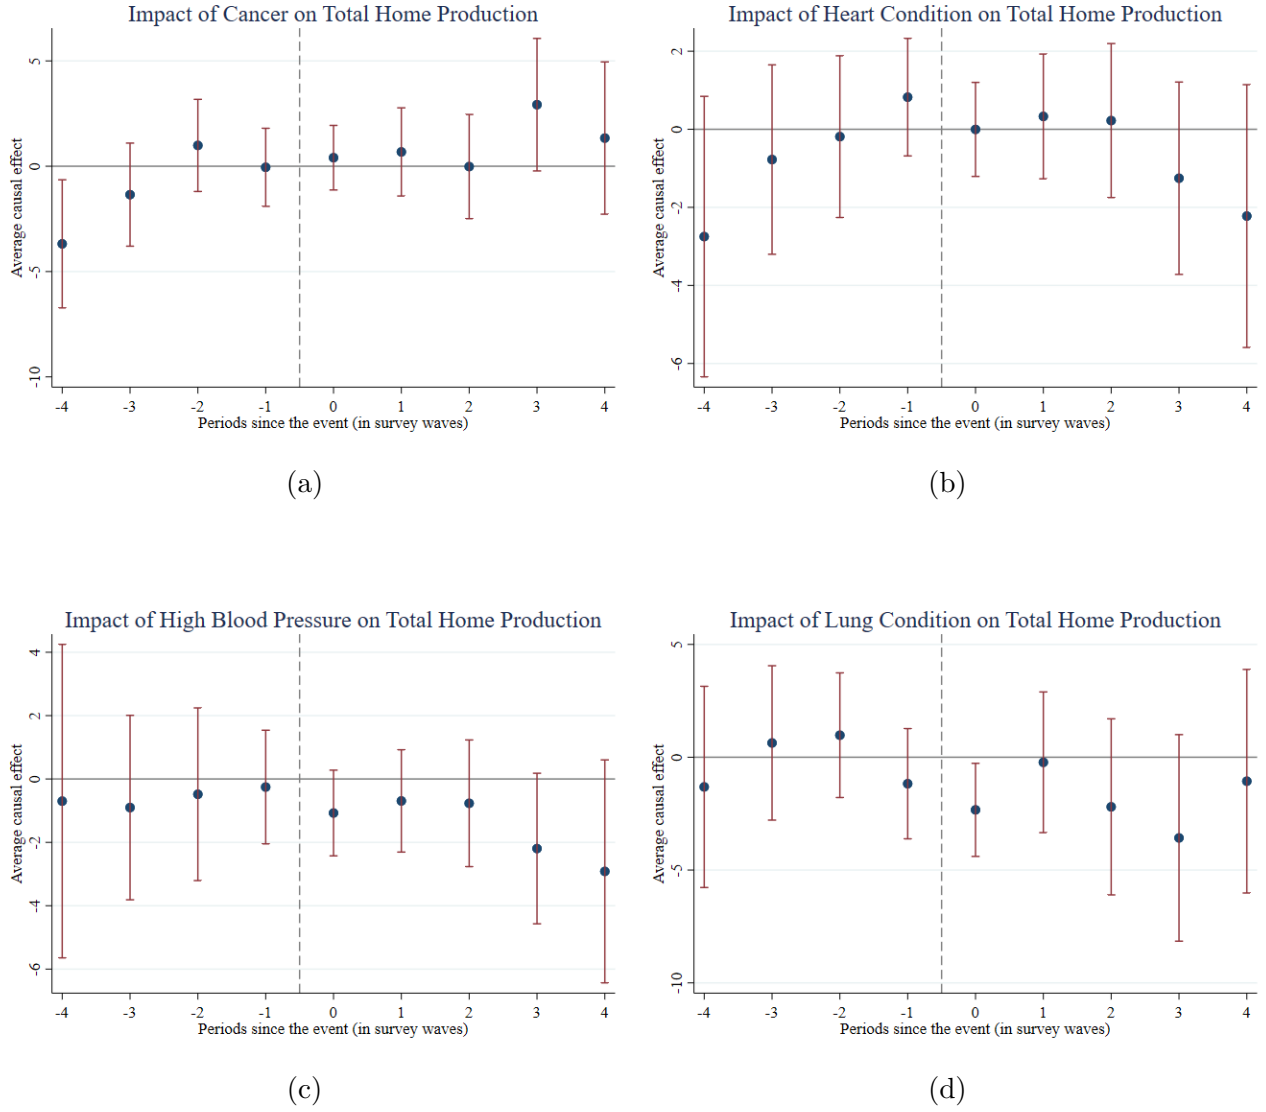 Impact of Cancer on Total Home Production
Average causal effect
5
0
-5
-10
-4 -3 -2 -1 0 1 2 3 4
Periods since the event (in survey waves)
(a)
Impact of Heart Condition on Total Home Production
Average causal effect
2
0
-2
-4
-6
-4 -3 -2 -1 0 1 2 3 4
Periods since the event (in survey waves)
(b)
Impact of High Blood Pressure on Total Home Production
Average causal effect
4
2
0
-2
-4
-6
-4 -3 -2 -1 0 1 2 3 4
Periods since the event (in survey waves)
(c)
Impact of Lung Condition on Total Home Production
Average causal effect
5
0
-5
-10
-4 -3 -2 -1 0 1 2 3 4
Periods since the event (in survey waves)
(d)